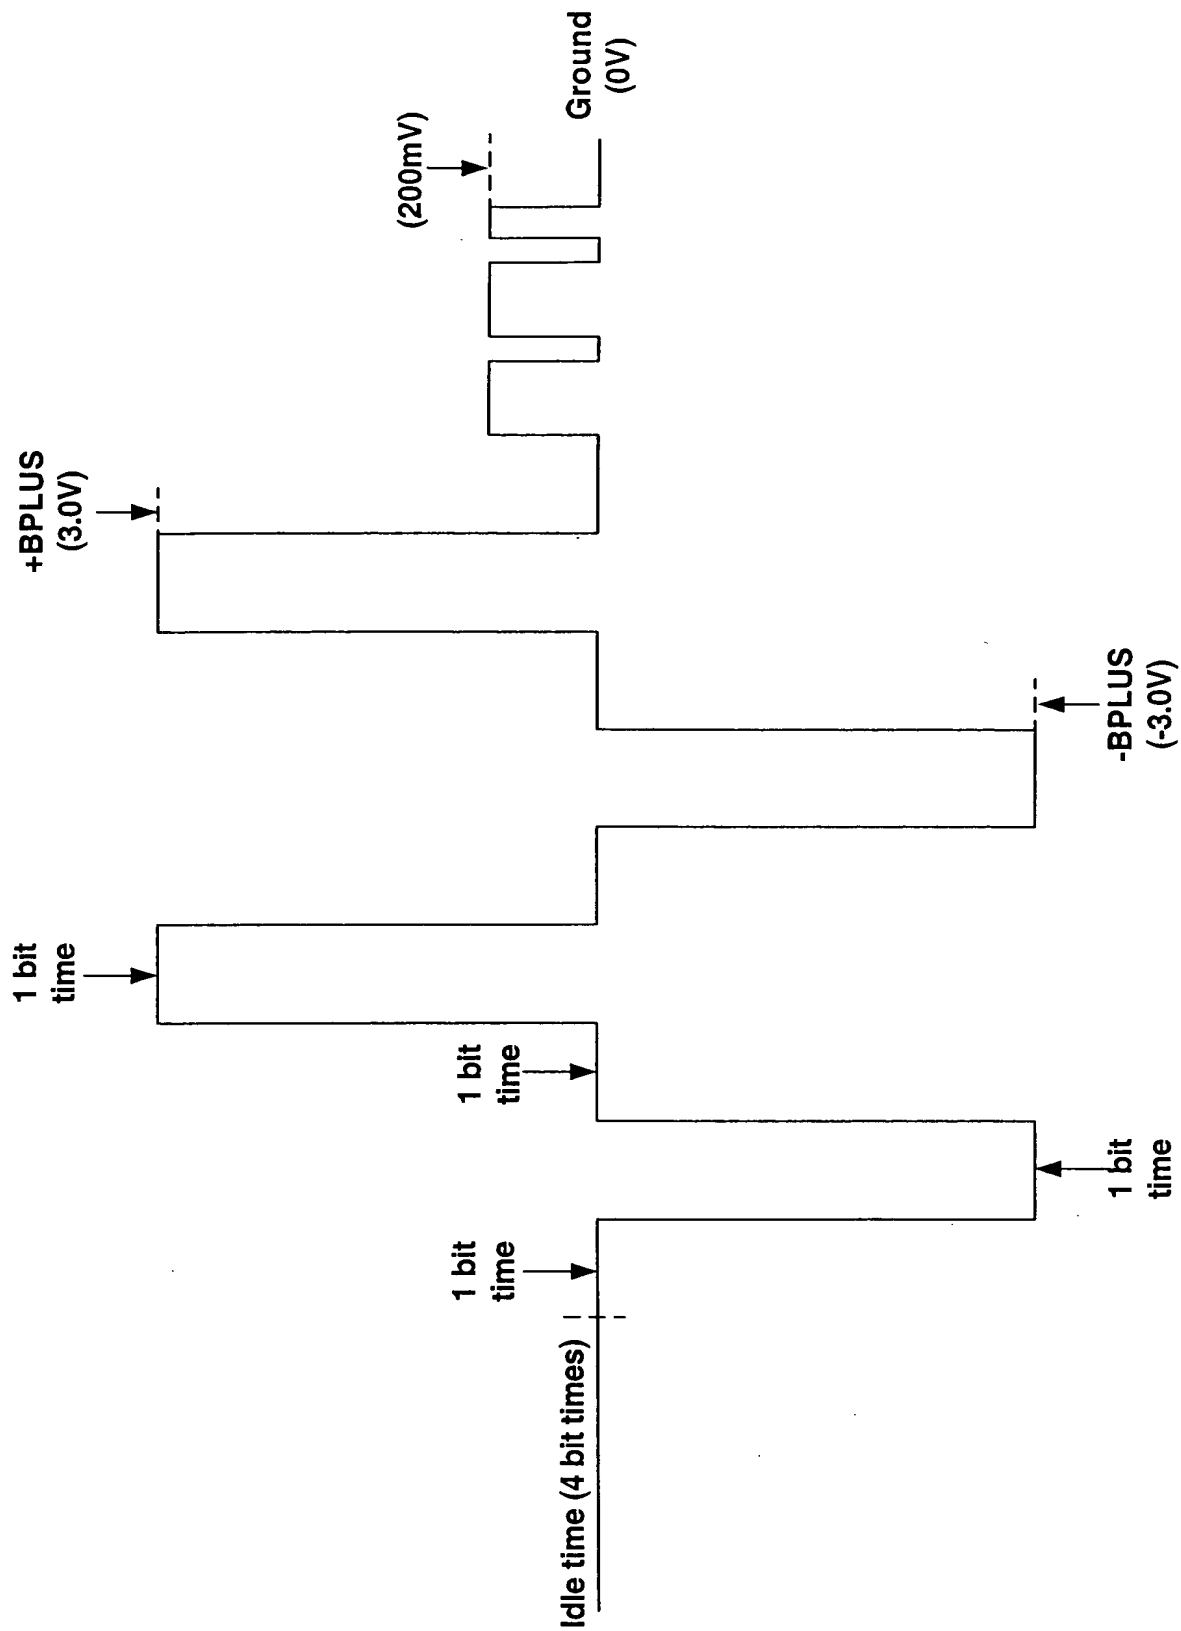 Idle time (4 bit times)
1 bit
time
1 bit
time
1 bit
time
1 bit
time
-BPLUS
(-3.0V)
+BPLUS
(3.0V)
(200mV)
Ground
(0V)